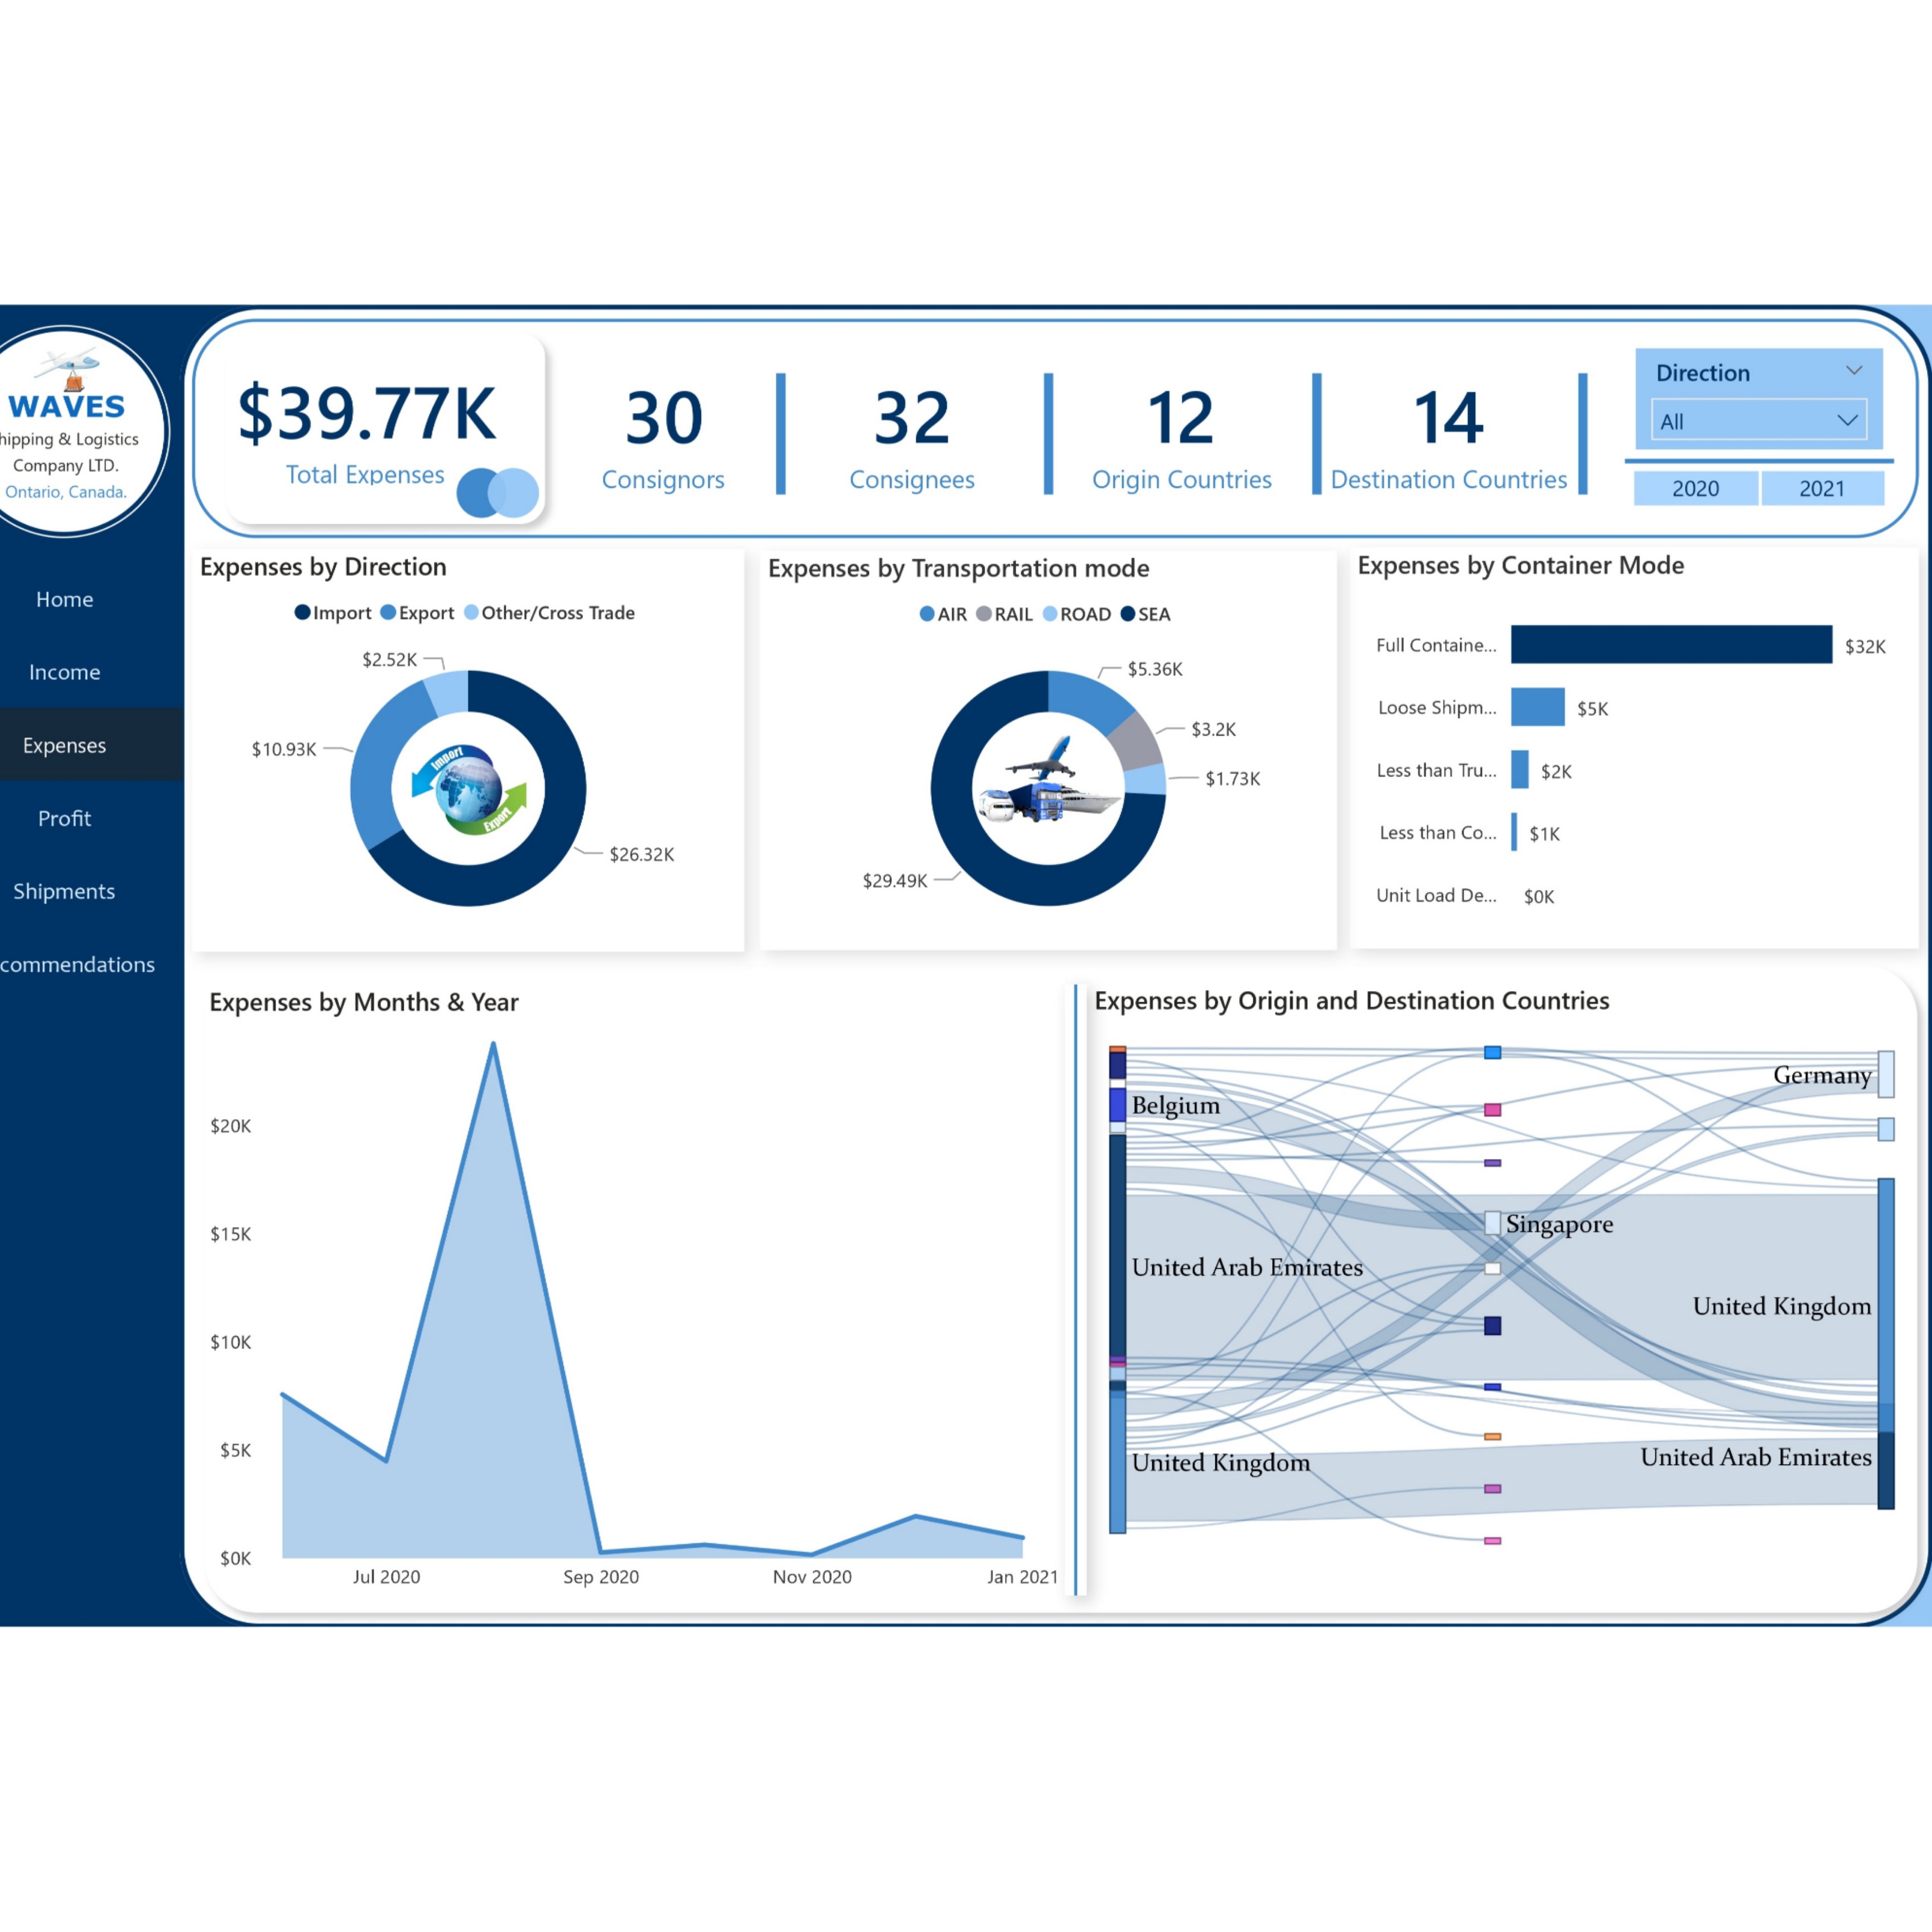 WAVES
hipping & Logistics
Company LTD.
Ontario, Canada.
Home
Income
Expenses
Profit
Shipments
commendations
$39.77K
Total Expenses
30
Consignors
32
Consignees
12
Origin Countries
14
Destination Countries
Direction
All
2020 2021
Expenses by Direction
Import Export Other/Cross Trade
$2.52K
$10.93K
$26.32K
Import
Export
Expenses by Transportation mode
AIR RAIL ROAD SEA
$5.36K
$3.2K
$1.73K
$29.49K
Expenses by Container Mode
Full Containe... $32K
Loose Shipm... $5K
Less than Tru... $2K
Less than Co... $1K
Unit Load De... $0K
Expenses by Months & Year
$20K
$15K
$10K
$5K
$0K
Jul 2020 Sep 2020 Nov 2020 Jan 2021
Expenses by Origin and Destination Countries
Germany
Belgium
Singapore
United Arab Emirates
United Kingdom
United Kingdom
United Arab Emirates